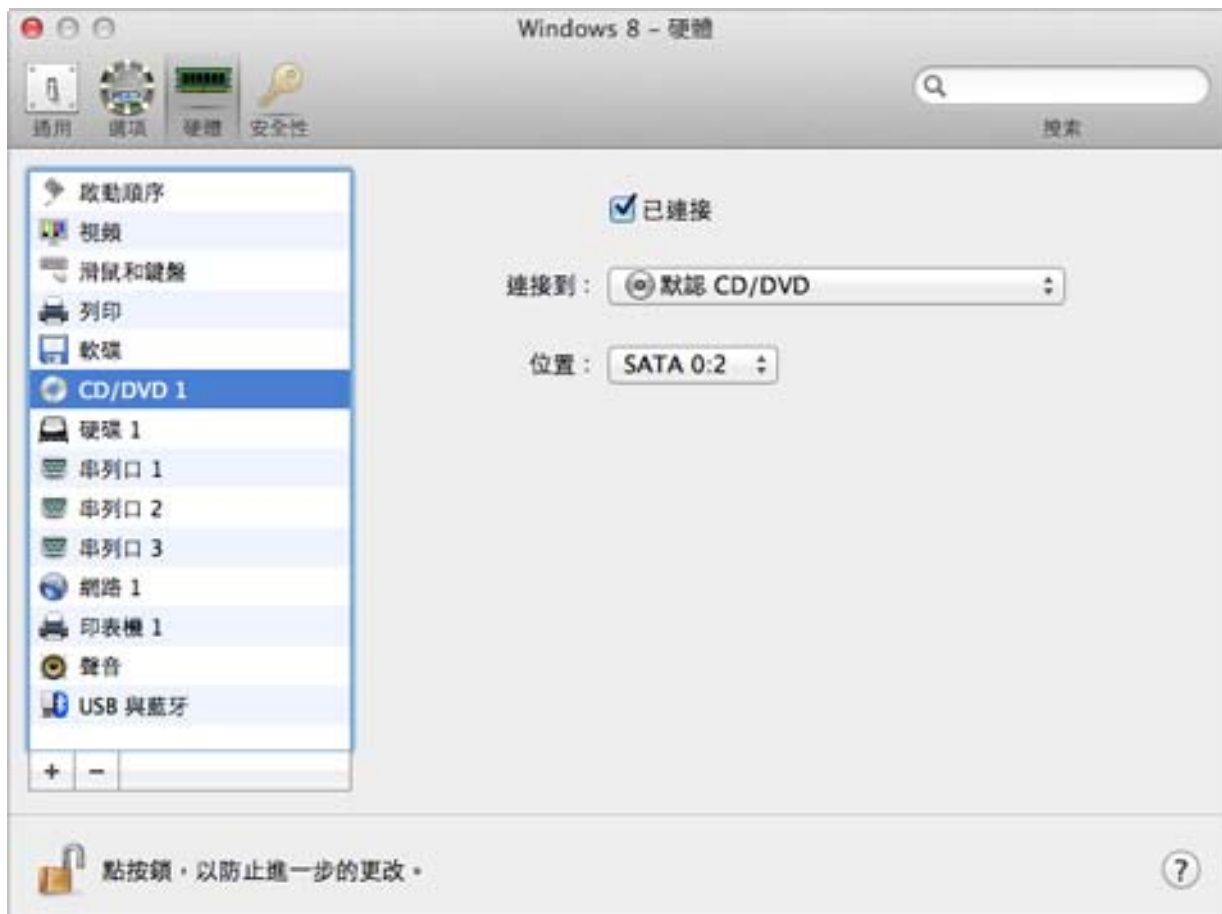 Windows 8 – 硬體
通用 選項 硬體 安全性
搜索
啟動順序
視頻
滑鼠和鍵盤
列印
軟碟
CD/DVD 1
硬碟 1
串列口 1
串列口 2
串列口 3
網路 1
印表機 1
聲音
USB 與藍牙
+ −
已連接
連接到： 默認 CD/DVD
位置： SATA 0:2
點按鎖，以防止進一步的更改。
?